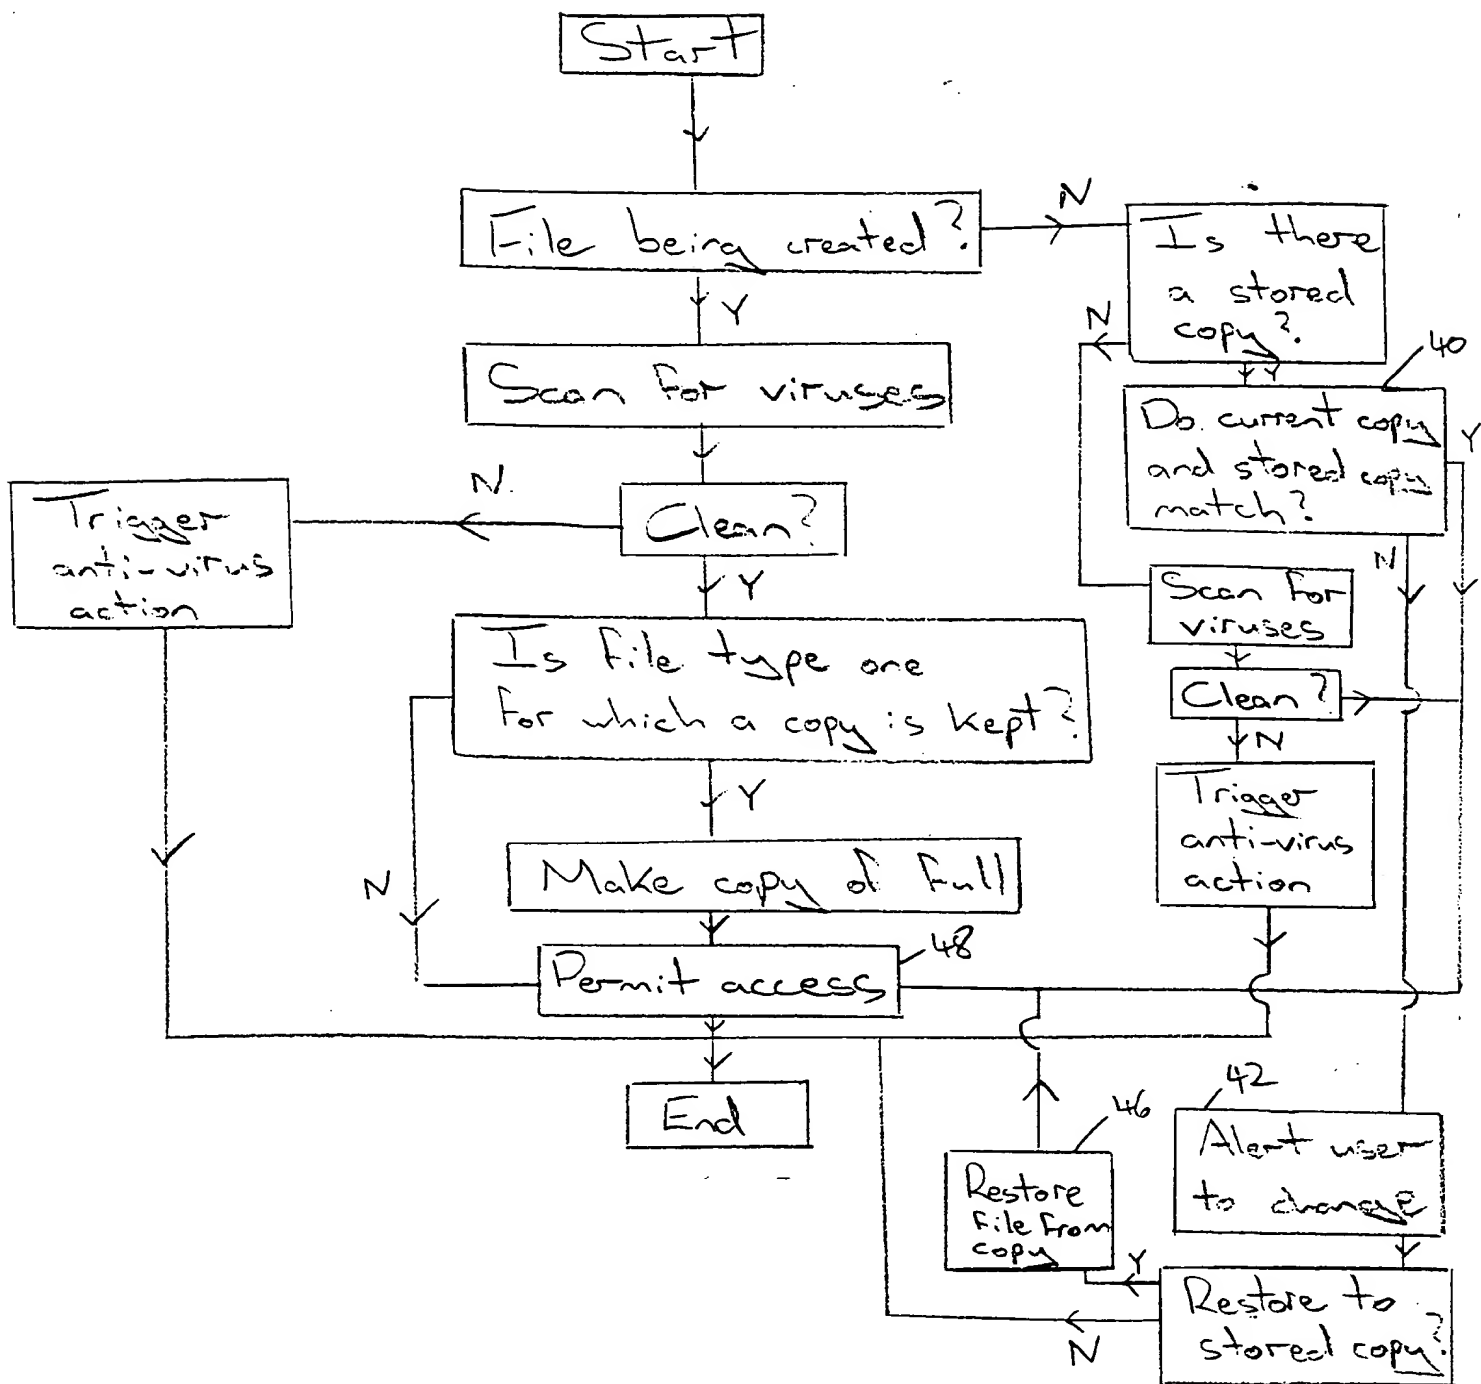 Start
File being created?
N
Is there
a stored
copy?
Y
N
Y
40
Scan for viruses
Do current copy
and stored copy
match?
Y
N
Trigger
anti-virus
action
N
Clean?
Y
Scan for
viruses
Is file type one
for which a copy is kept?
Clean?
N
Y
Trigger
anti-virus
action
N
Make copy of full
48
Permit access
End
46
42
Restore
file from
copy
Alert user
to change
Y
N
Restore to
stored copy?